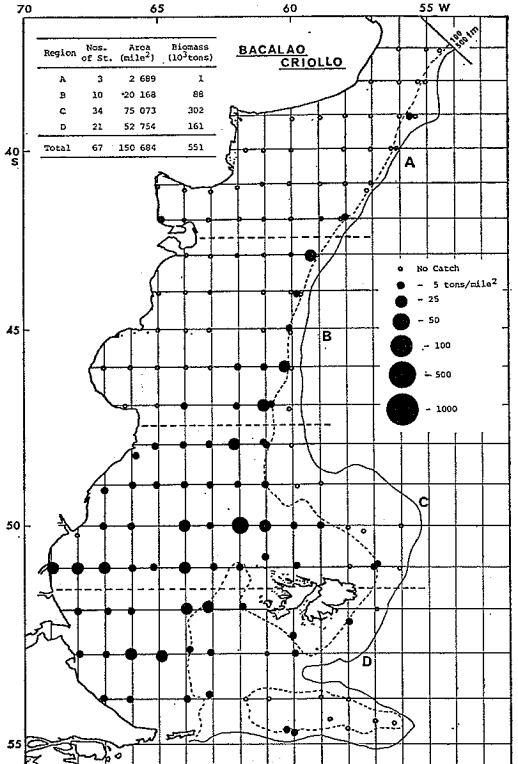 70
65
60
55 W
100
500 fm
BACALAO
CRIOLLO
Region Nos. of St. Area (mile²) Biomass (10³tons)
A 3 2 689 1
B 10 20 168 88
C 34 75 073 302
D 21 52 754 161
Total 67 150 684 551
40
S
A
No Catch
- 5 tons/mile²
- 25
- 50
- 100
- 500
- 1000
45
B
50
C
D
55